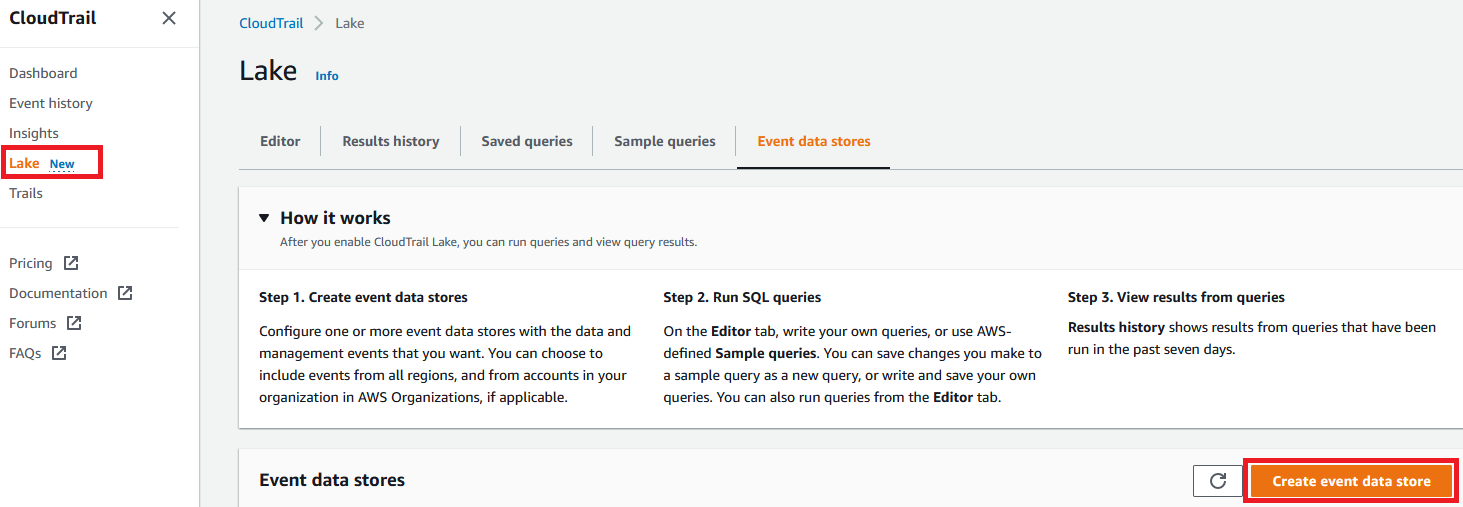 CloudTrail
Dashboard
Event history
Insights
Lake New
Trails
Pricing
Documentation
Forums
FAQs
CloudTrail Lake
Lake Info
Editor Results history Saved queries Sample queries Event data stores
How it works
After you enable CloudTrail Lake, you can run queries and view query results.
Step 1. Create event data stores
Configure one or more event data stores with the data and
management events that you want. You can choose to
include events from all regions, and from accounts in your
organization in AWS Organizations, if applicable.
Step 2. Run SQL queries
On the Editor tab, write your own queries, or use AWS-
defined Sample queries. You can save changes you make to
a sample query as a new query, or write and save your own
queries. You can also run queries from the Editor tab.
Step 3. View results from queries
Results history shows results from queries that have been
run in the past seven days.
Event data stores
Create event data store